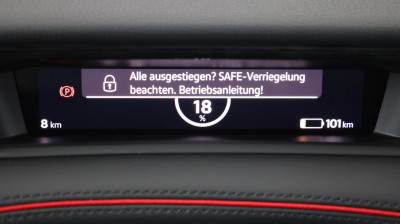 Alle ausgestiegen? SAFE-Verriegelung
beachten. Betriebsanleitung!
P
18
%
8 km
101 km